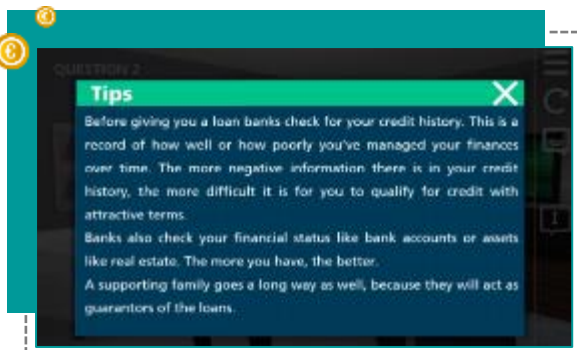 QUESTION 2
Tips
Before giving you a loan banks check for your credit history. This is a
record of how well or how poorly you've managed your finances
over time. The more negative information there is in your credit
history, the more difficult it is for you to qualify for credit with
attractive terms.
Banks also check your financial status like bank accounts or assets
like real estate. The more you have, the better.
A supporting family goes a long way as well, because they will act as
guarantors of the loans.